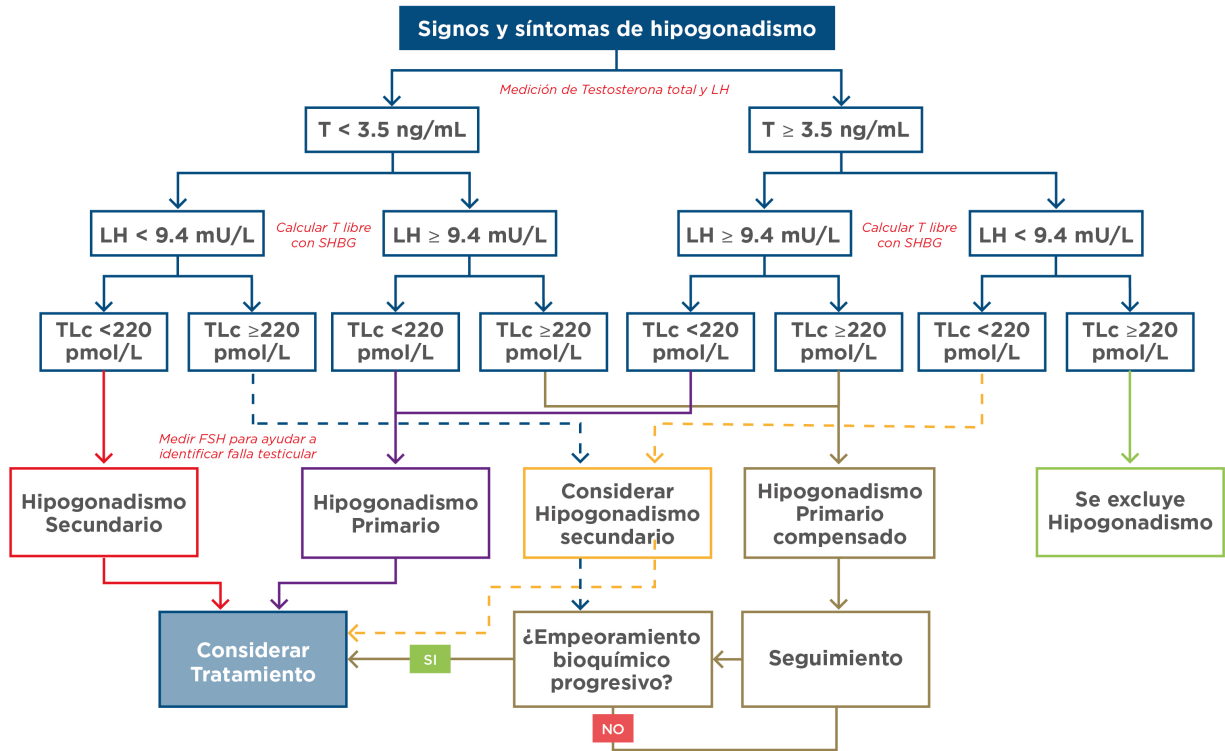 Signos y síntomas de hipogonadismo
Medición de Testosterona total y LH
T < 3.5 ng/mL
T ≥ 3.5 ng/mL
LH < 9.4 mU/L
Calcular T libre
con SHBG
LH ≥ 9.4 mU/L
LH ≥ 9.4 mU/L
Calcular T libre
con SHBG
LH < 9.4 mU/L
TLc <220
pmol/L
TLc ≥220
pmol/L
TLc <220
pmol/L
TLc ≥220
pmol/L
TLc <220
pmol/L
TLc ≥220
pmol/L
TLc <220
pmol/L
TLc ≥220
pmol/L
Medir FSH para ayudar a
identificar falla testicular
Hipogonadismo
Secundario
Hipogonadismo
Primario
Considerar
Hipogonadismo
secundario
Hipogonadismo
Primario
compensado
Se excluye
Hipogonadismo
Considerar
Tratamiento
SI
¿Empeoramiento
bioquímico
progresivo?
Seguimiento
NO